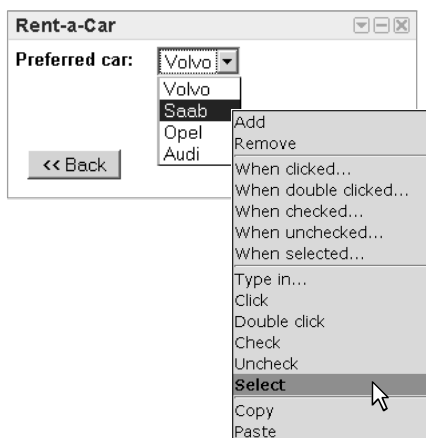 Rent-a-Car
Preferred car: Volvo
Volvo
Saab
Opel
Audi
<< Back
Add
Remove
When clicked...
When double clicked...
When checked...
When unchecked...
When selected...
Type in...
Click
Double click
Check
Uncheck
Select
Copy
Paste